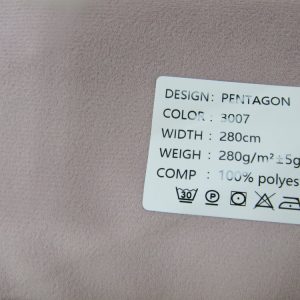 DESIGN: PENTAGON
COLOR : 3007
WIDTH : 280cm
WEIGH : 280g/m² ±5g
COMP : 100% polyes
30 P